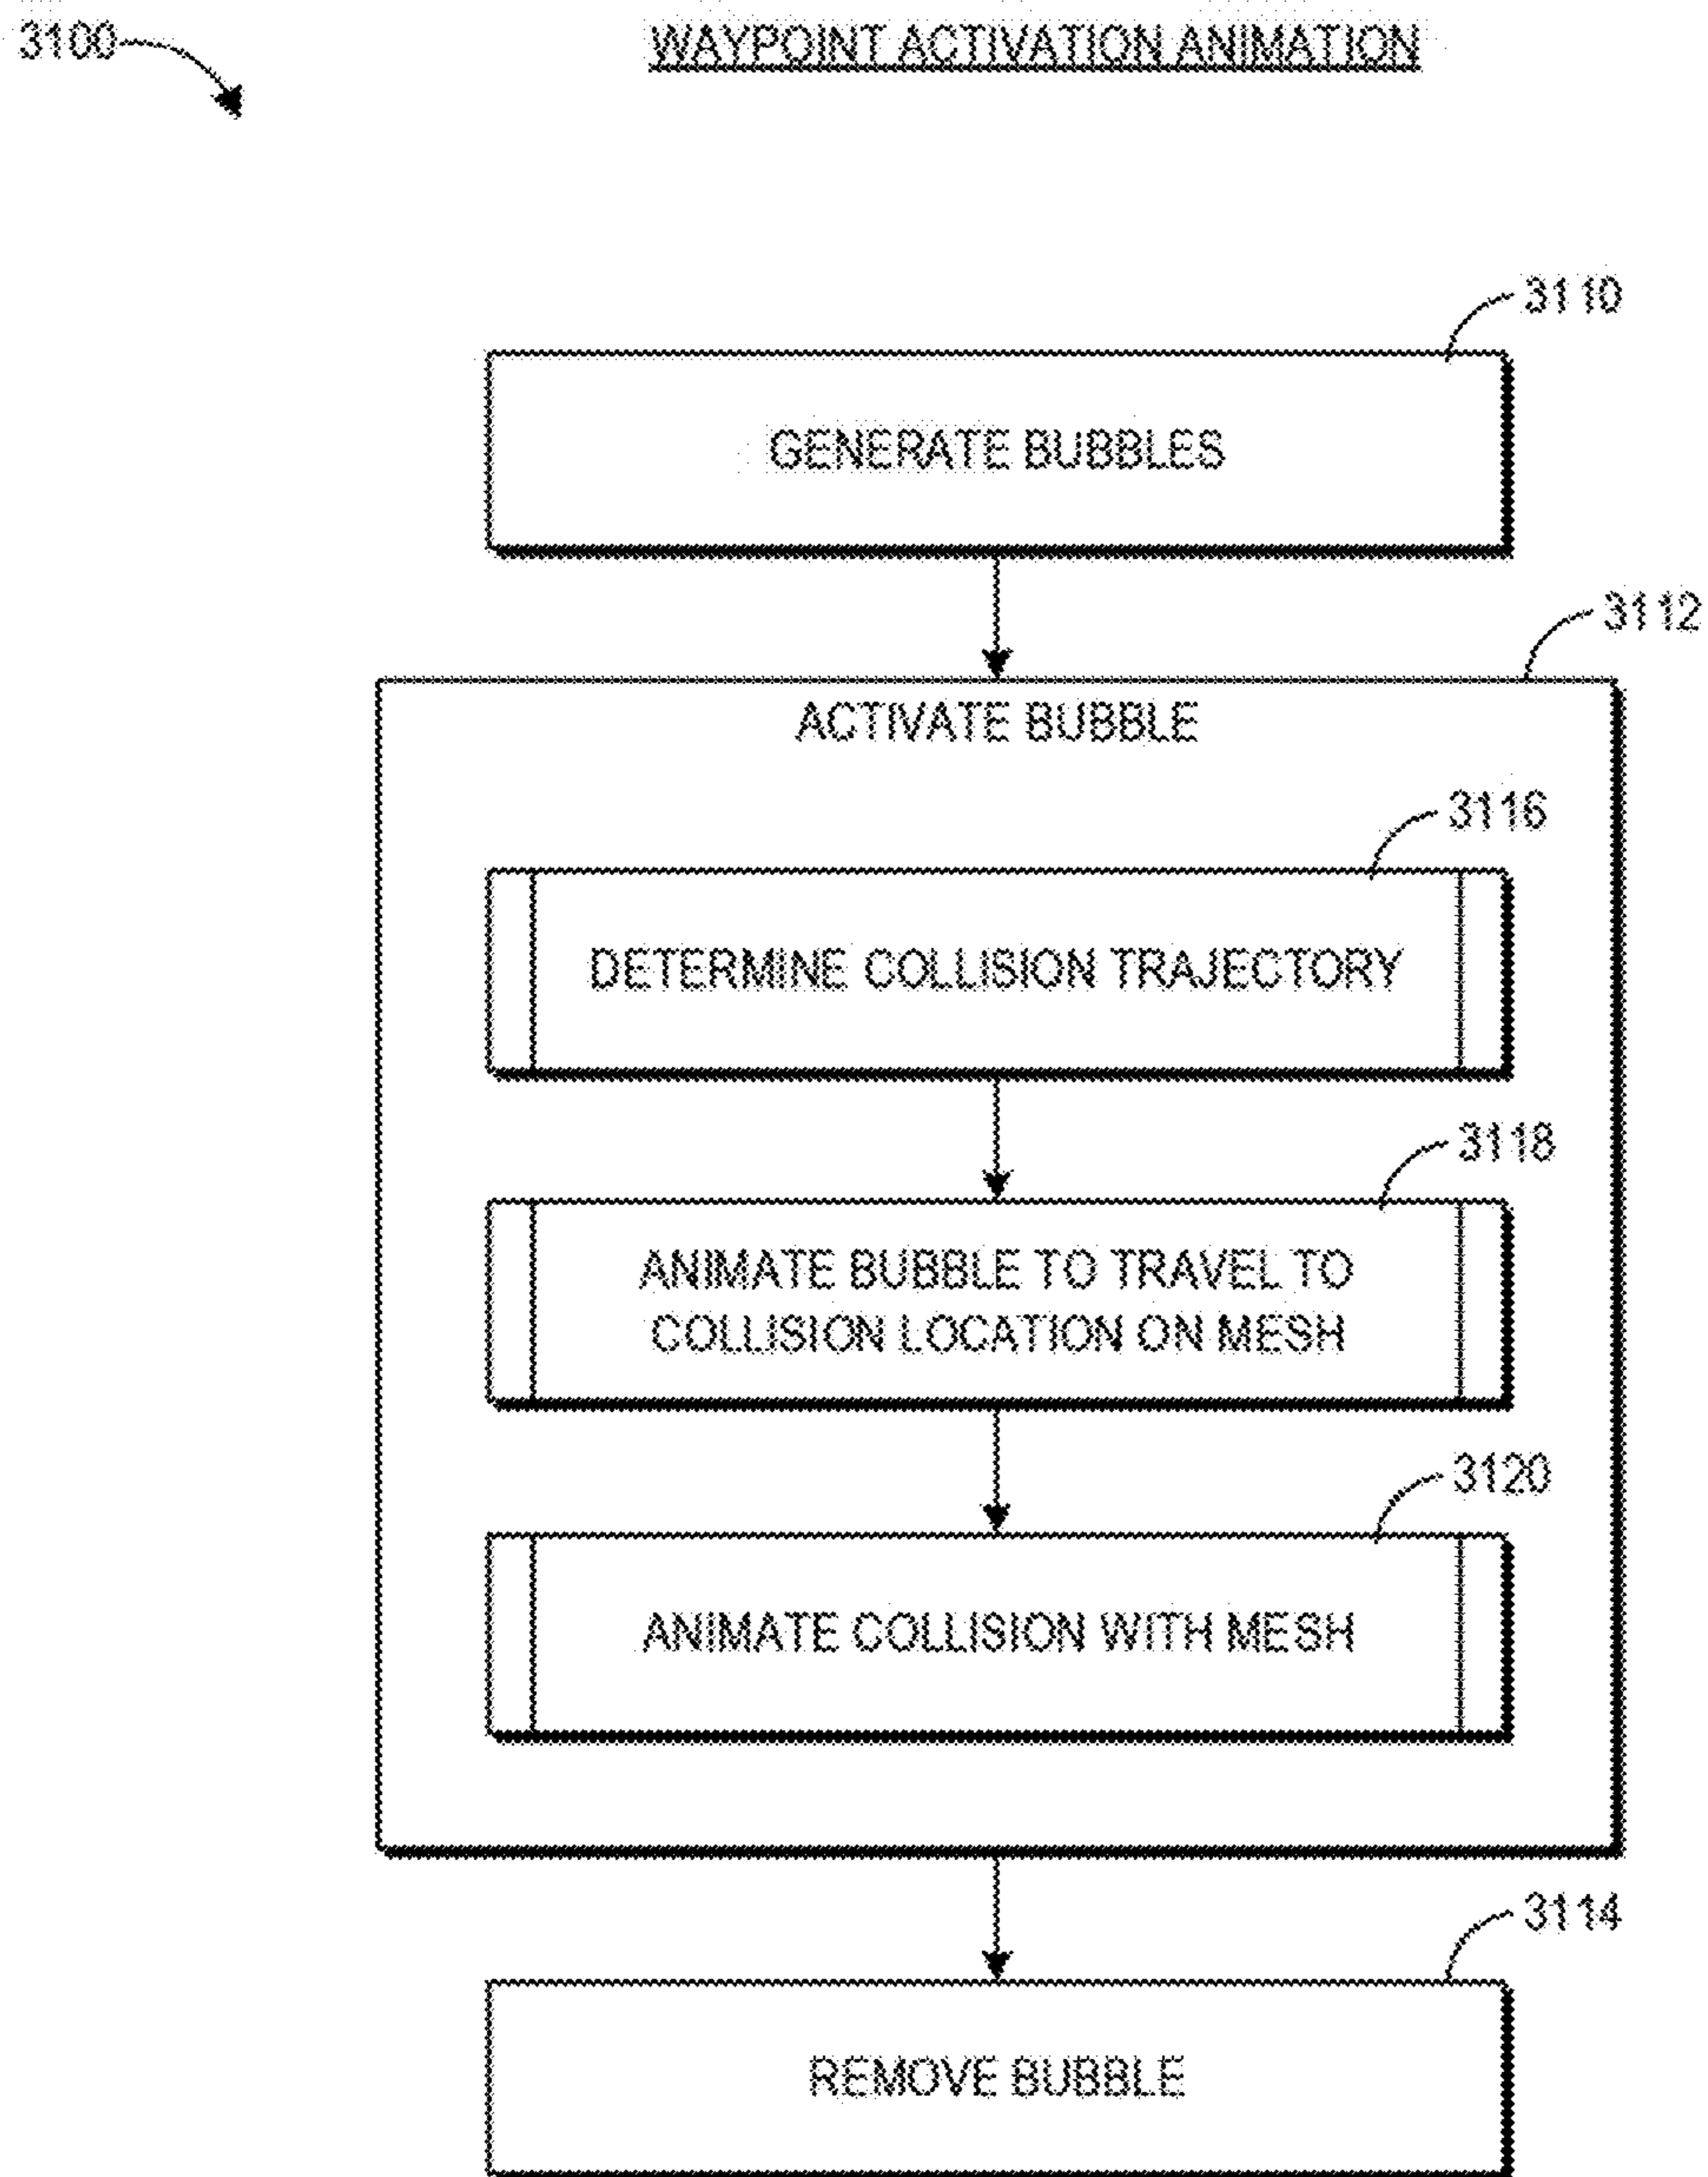 3100
WAYPOINT ACTIVATION ANIMATION
3110
GENERATE BUBBLES
3112
ACTIVATE BUBBLE
3116
DETERMINE COLLISION TRAJECTORY
3118
ANIMATE BUBBLE TO TRAVEL TO
COLLISION LOCATION ON MESH
3120
ANIMATE COLLISION WITH MESH
3114
REMOVE BUBBLE